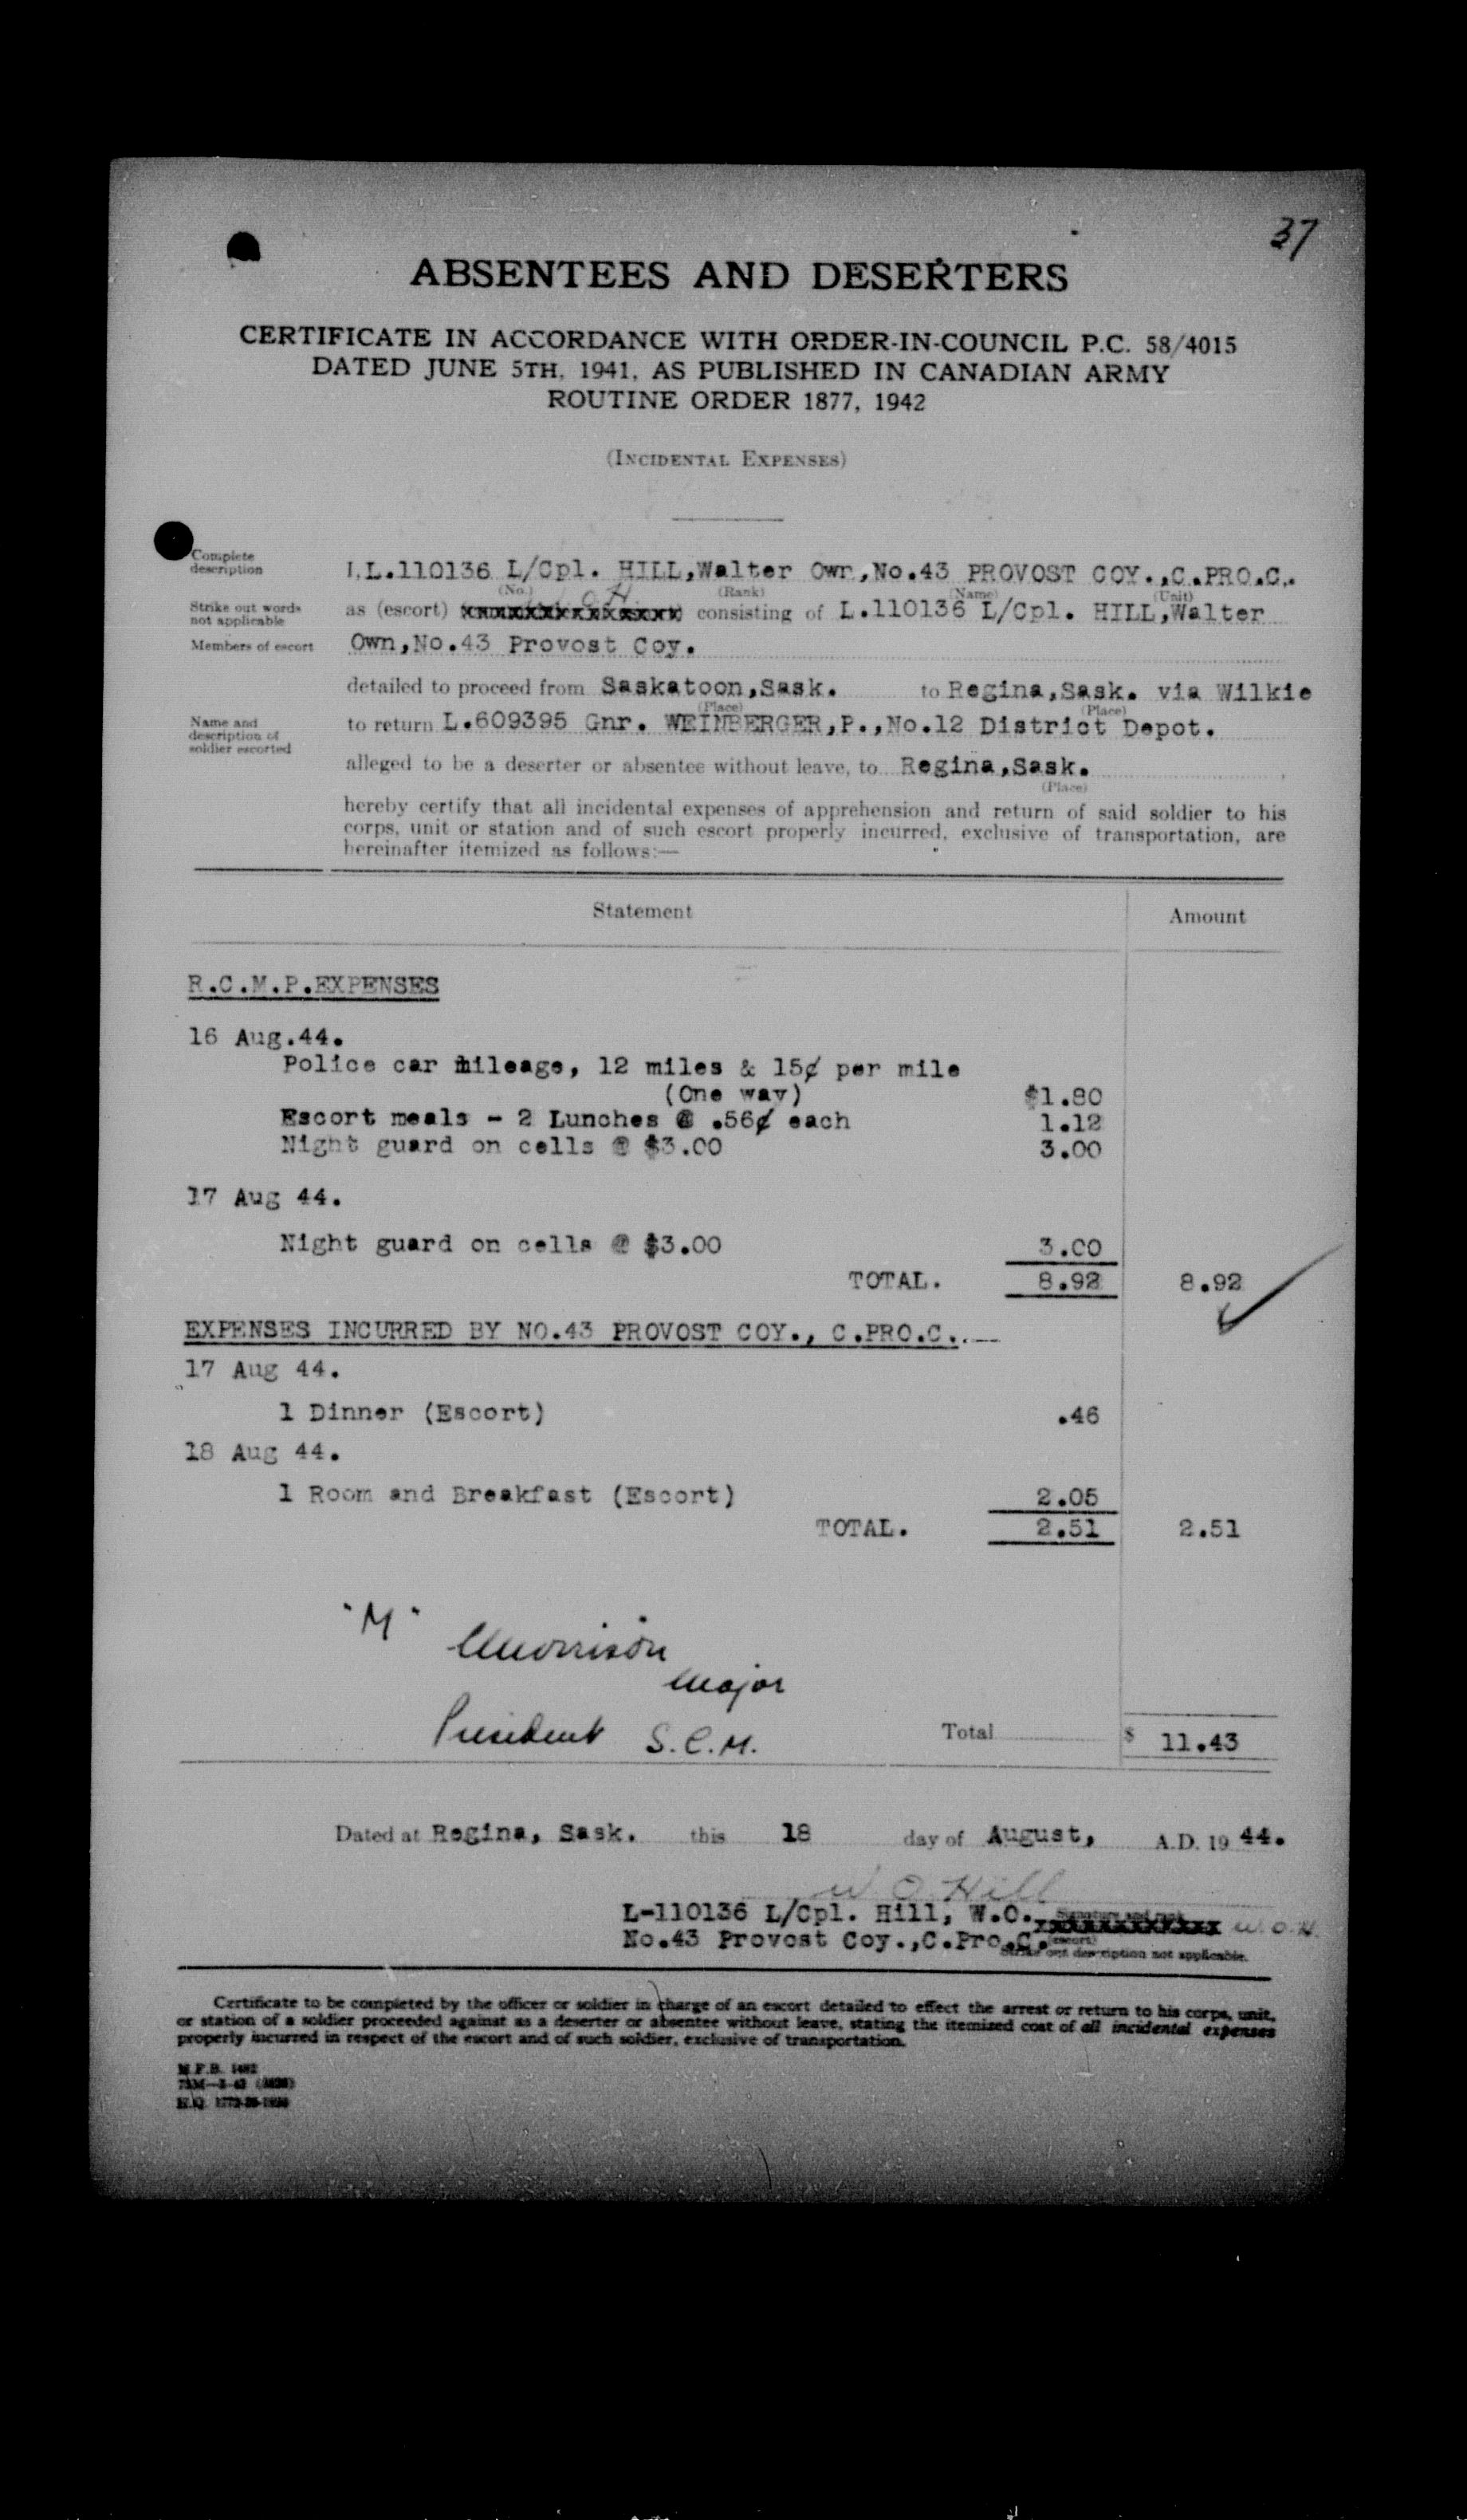 37
ABSENTEES AND DESERTERS
CERTIFICATE IN ACCORDANCE WITH ORDER-IN-COUNCIL P.C. 58/4015
DATED JUNE 5TH, 1941, AS PUBLISHED IN CANADIAN ARMY
ROUTINE ORDER 1877, 1942
(INCIDENTAL EXPENSES)
Complete description
I, L.110136 L/Cpl. HILL,Walter Own,No.43 PROVOST COY.,C.PRO.C.
(No.) (Rank) (Name) (Unit)
Strike out words not applicable
as (escort) consisting of L.110136 L/Cpl. HILL,Walter
Members of escort
Own,No.43 Provost Coy.
detailed to proceed from Saskatoon,Sask. to Regina,Sask. via Wilkie
(Place) (Place)
Name and description of soldier escorted
to return L.609395 Gnr. WEINBERGER,P.,No.12 District Depot.
alleged to be a deserter or absentee without leave, to Regina,Sask.
(Place)
hereby certify that all incidental expenses of apprehension and return of said soldier to his
corps, unit or station and of such escort properly incurred, exclusive of transportation, are
hereinafter itemized as follows:—
Statement Amount
R.C.M.P.EXPENSES
16 Aug.44.
Police car mileage, 12 miles & 15¢ per mile
(One way) $1.80
Escort meals - 2 Lunches @ .56¢ each 1.12
Night guard on cells @ $3.00 3.00
17 Aug 44.
Night guard on cells @ $3.00 3.00
TOTAL. 8.92 8.92
EXPENSES INCURRED BY NO.43 PROVOST COY., C.PRO.C.
17 Aug 44.
1 Dinner (Escort) .46
18 Aug 44.
1 Room and Breakfast (Escort) 2.05
TOTAL. 2.51 2.51
"M"
Morrison
Major
President S.C.M.
Total $ 11.43
Dated at Regina, Sask. this 18 day of August, A.D. 19 44.
W O Hill
L-110136 L/Cpl. Hill, W.O. W.O.H.
No.43 Provost Coy.,C.Pro.C. (escort)
Strike out description not applicable.
Certificate to be completed by the officer or soldier in charge of an escort detailed to effect the arrest or return to his corps, unit,
or station of a soldier proceeded against as a deserter or absentee without leave, stating the itemized cost of all incidental expenses
properly incurred in respect of the escort and of such soldier, exclusive of transportation.